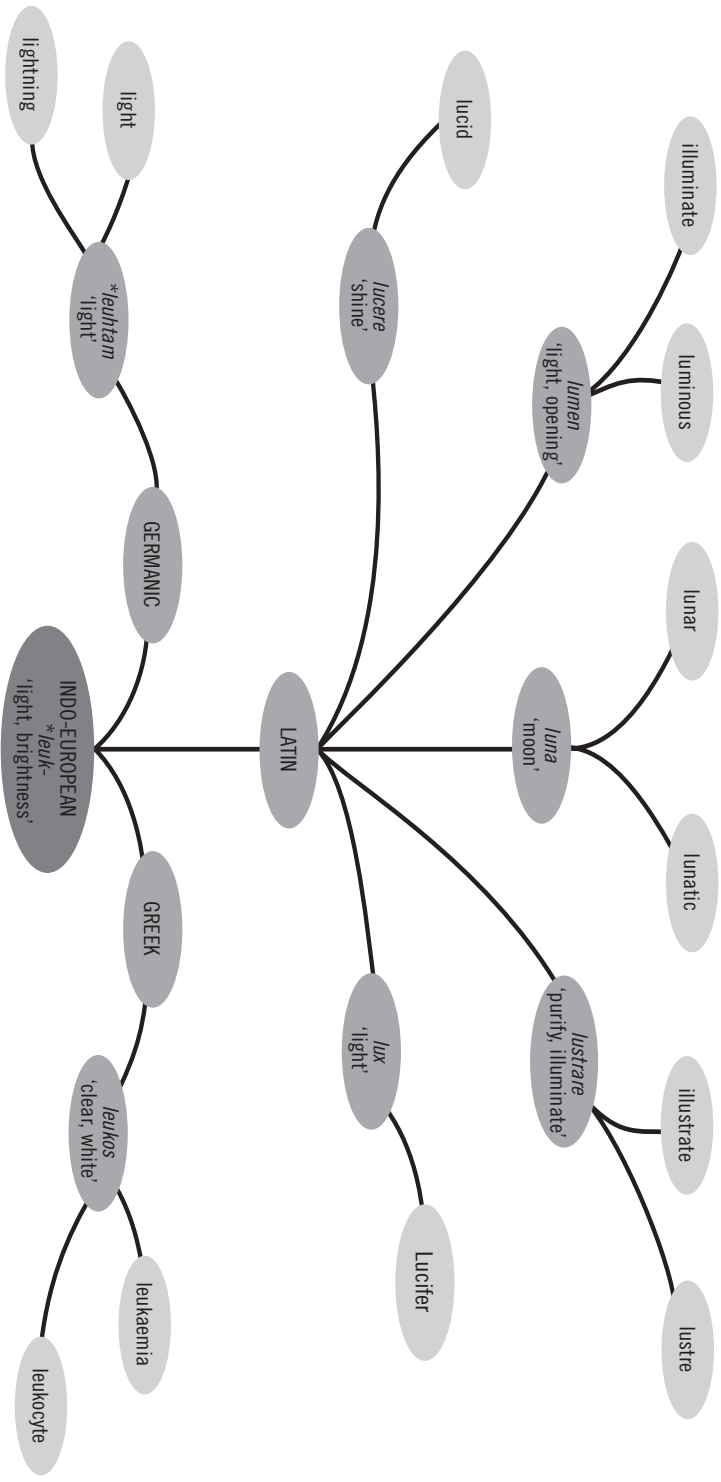 illuminate
luminous
lunar
lunatic
illustrate
lustre
lumen
‘light, opening’
luna
‘moon’
lustrare
‘purify, illuminate’
lucid
lucere
‘shine’
lux
‘light’
Lucifer
LATIN
light
lightning
*leuhtam
‘light’
GERMANIC
INDO-EUROPEAN
*leuk-
‘light, brightness’
GREEK
leukos
‘clear, white’
leukaemia
leukocyte